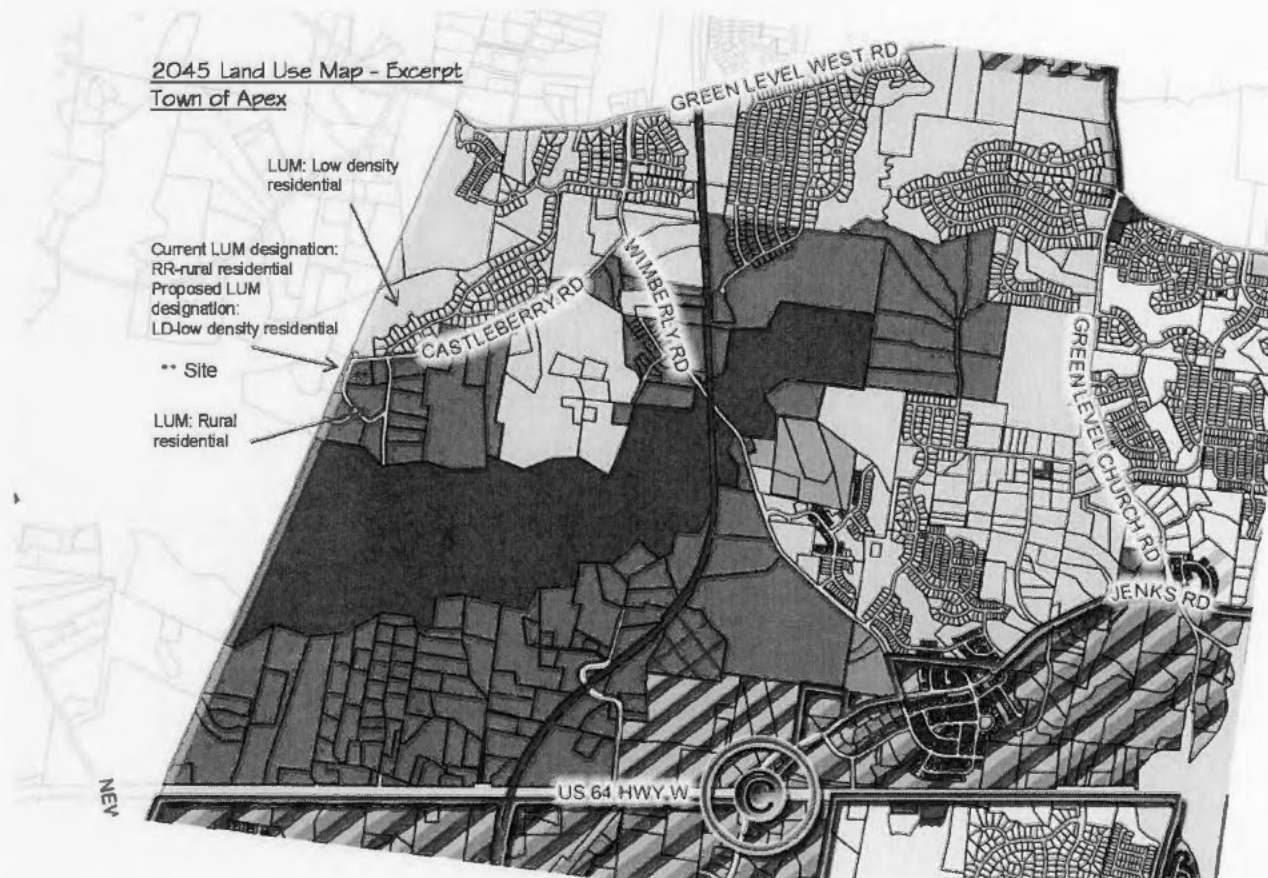 2045 Land Use Map - Excerpt
Town of Apex
LUM: Low density
residential
Current LUM designation:
RR-rural residential
Proposed LUM
designation:
LD-low density residential
** Site
LUM: Rural
residential
GREEN LEVEL WEST RD
CASTLEBERRY RD
WIMBERLY RD
GREEN LEVEL CHURCH RD
JENKS RD
US 64 HWY W
C
NEW